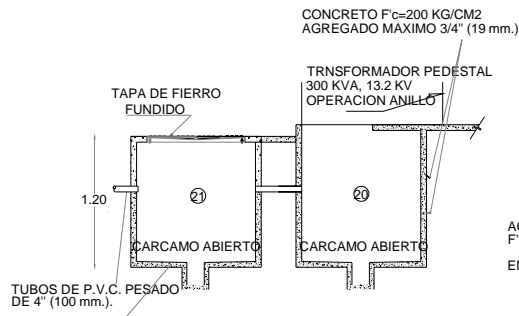 CONCRETO F'c=200 KG/CM2
AGREGADO MAXIMO 3/4" (19 mm.)
TRNSFORMADOR PEDESTAL
300 KVA, 13.2 KV
OPERACION ANILLO
TAPA DE FIERRO
FUNDIDO
1.20
21
20
CARCAMO ABIERTO
CARCAMO ABIERTO
TUBOS DE P.V.C. PESADO
DE 4" (100 mm.).